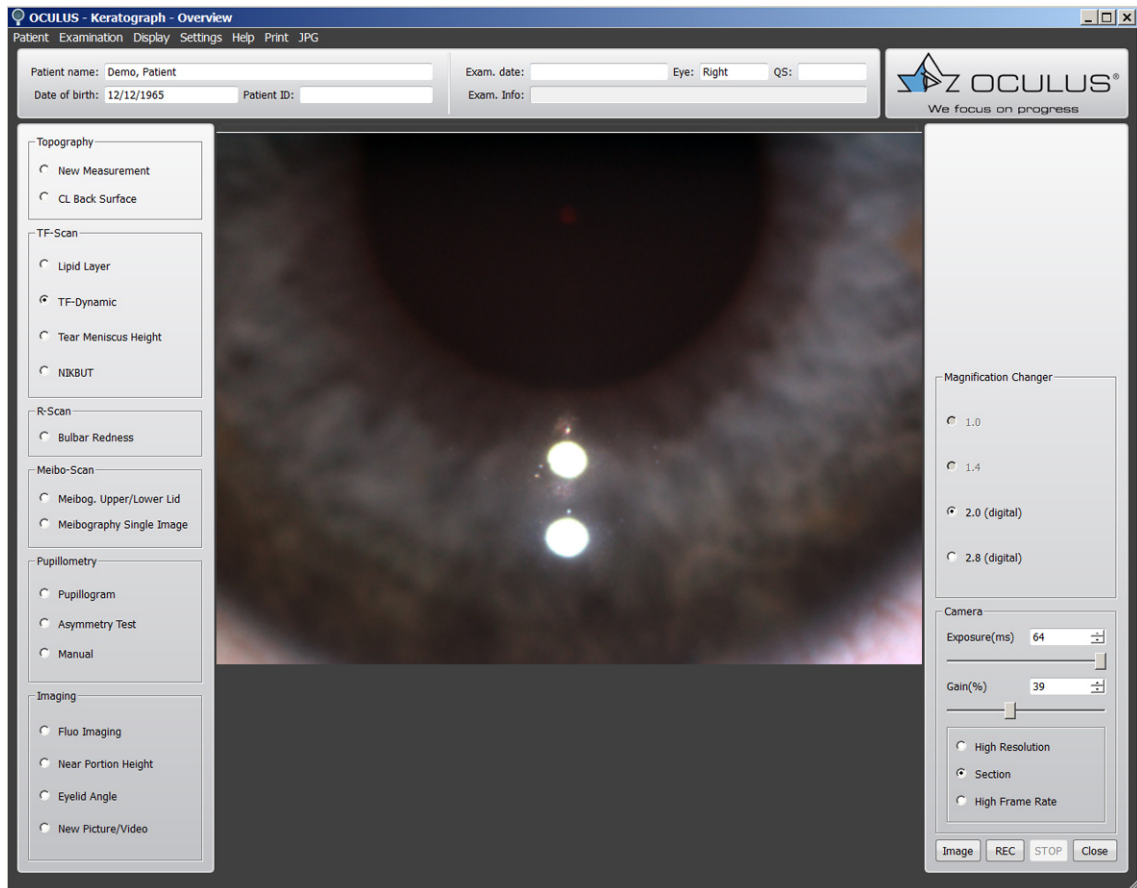 OCULUS - Keratograph - Overview
Patient Examination Display Settings Help Print JPG
Patient name: Demo, Patient
Exam. date: Eye: Right QS:
Date of birth: 12/12/1965 Patient ID:
Exam. Info:
OCULUS®
We focus on progress
Topography
New Measurement
CL Back Surface
TF-Scan
Lipid Layer
TF-Dynamic
Tear Meniscus Height
NIKBUT
R-Scan
Bulbar Redness
Meibo-Scan
Meibog. Upper/Lower Lid
Meibography Single Image
Pupillometry
Pupillogram
Asymmetry Test
Manual
Imaging
Fluo Imaging
Near Portion Height
Eyelid Angle
New Picture/Video
Magnification Changer
1.0
1.4
2.0 (digital)
2.8 (digital)
Camera
Exposure(ms) 64
Gain(%) 39
High Resolution
Section
High Frame Rate
Image REC STOP Close